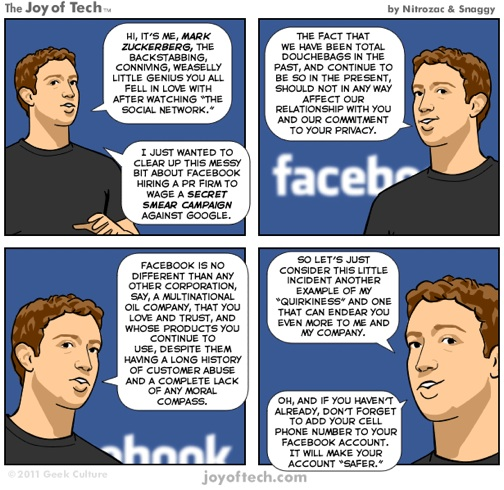 The Joy of Tech™
by Nitrozac & Snaggy
HI, IT'S ME, MARK
ZUCKERBERG, THE
BACKSTABBING,
CONNIVING, WEASELLY
LITTLE GENIUS YOU ALL
FELL IN LOVE WITH
AFTER WATCHING "THE
SOCIAL NETWORK."
I JUST WANTED TO
CLEAR UP THIS MESSY
BIT ABOUT FACEBOOK
HIRING A PR FIRM TO
WAGE A SECRET
SMEAR CAMPAIGN
AGAINST GOOGLE.
THE FACT THAT
WE HAVE BEEN TOTAL
DOUCHEBAGS IN THE
PAST, AND CONTINUE TO
BE SO IN THE PRESENT,
SHOULD NOT IN ANY WAY
AFFECT OUR
RELATIONSHIP WITH YOU
AND OUR COMMITMENT
TO YOUR PRIVACY.
facebo
FACEBOOK IS NO
DIFFERENT THAN ANY
OTHER CORPORATION,
SAY, A MULTINATIONAL
OIL COMPANY, THAT YOU
LOVE AND TRUST, AND
WHOSE PRODUCTS YOU
CONTINUE TO
USE, DESPITE THEM
HAVING A LONG HISTORY
OF CUSTOMER ABUSE
AND A COMPLETE LACK
OF ANY MORAL
COMPASS.
ebook
SO LET'S JUST
CONSIDER THIS LITTLE
INCIDENT ANOTHER
EXAMPLE OF MY
"QUIRKINESS" AND ONE
THAT CAN ENDEAR YOU
EVEN MORE TO ME AND
MY COMPANY.
OH, AND IF YOU HAVEN'T
ALREADY, DON'T FORGET
TO ADD YOUR CELL
PHONE NUMBER TO YOUR
FACEBOOK ACCOUNT.
IT WILL MAKE YOUR
ACCOUNT "SAFER."
©2011 Geek Culture
joyoftech.com